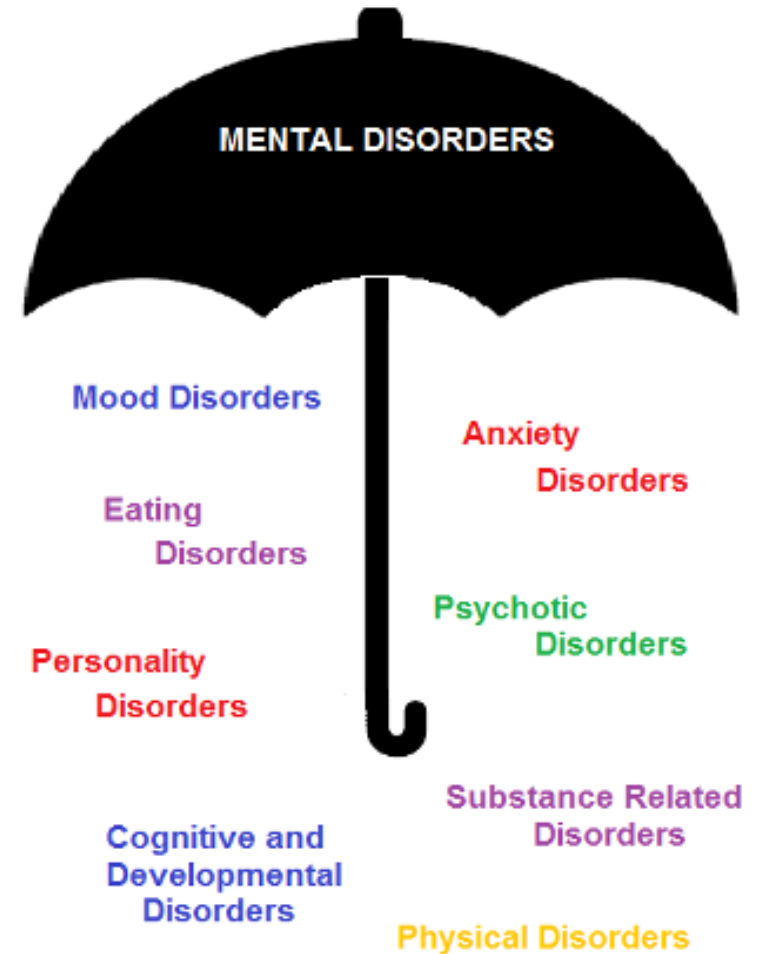 MENTAL DISORDERS
Mood Disorders
Anxiety
Disorders
Eating
Disorders
Psychotic
Disorders
Personality
Disorders
Substance Related
Disorders
Cognitive and
Developmental
Disorders
Physical Disorders